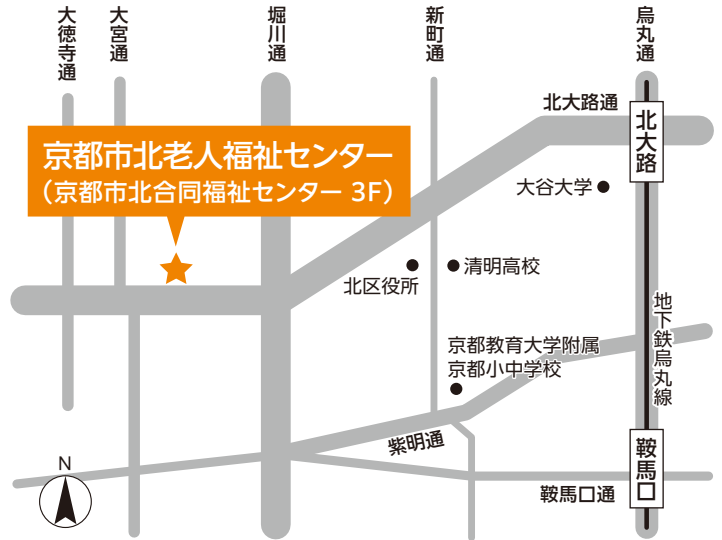 大徳寺通
大宮通
堀川通
新町通
烏丸通
北大路通
北大路
京都市北老人福祉センター
（京都市北合同福祉センター 3F）
大谷大学
北区役所
清明高校
地下鉄烏丸線
京都教育大学附属
京都小中学校
紫明通
鞍馬口
鞍馬口通
N